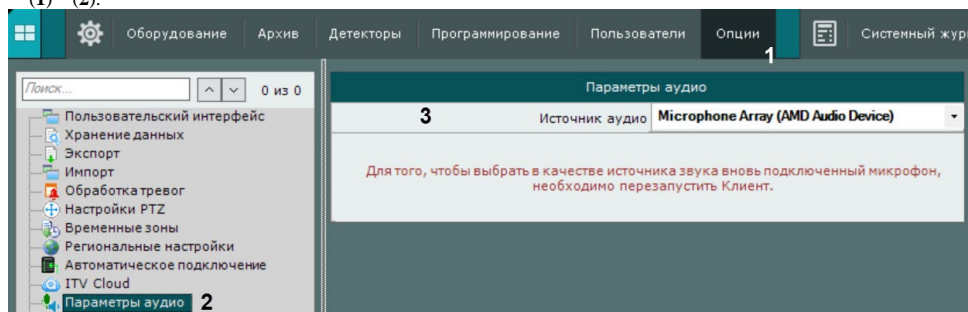 (1)   (2).
Оборудование Архив Детекторы Программирование Пользователи Опции Системный жур
1
Поиск... 0 из 0
Пользовательский интерфейс
Хранение данных
Экспорт
Импорт
Обработка тревог
Настройки PTZ
Временные зоны
Региональные настройки
Автоматическое подключение
ITV Cloud
Параметры аудио 2
Параметры аудио
3 Источник аудио Microphone Array (AMD Audio Device)
Для того, чтобы выбрать в качестве источника звука вновь подключенный микрофон,
необходимо перезапустить Клиент.